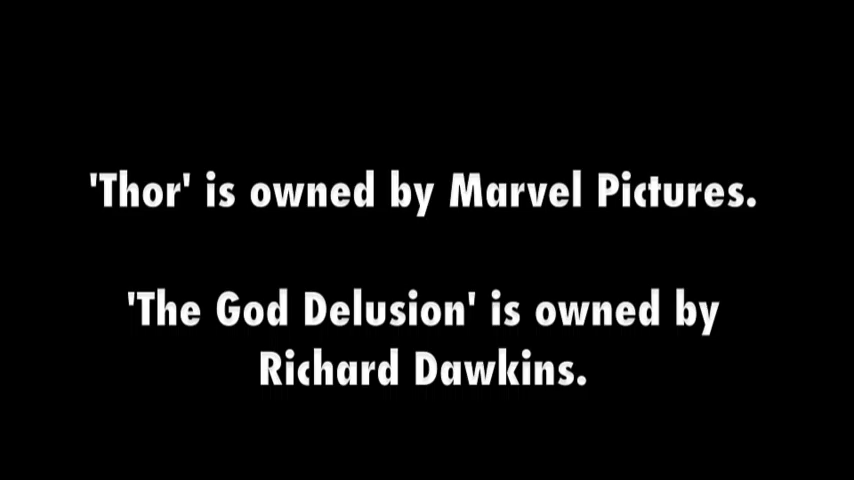 'Thor' is owned by Marvel Pictures.
'The God Delusion' is owned by
Richard Dawkins.